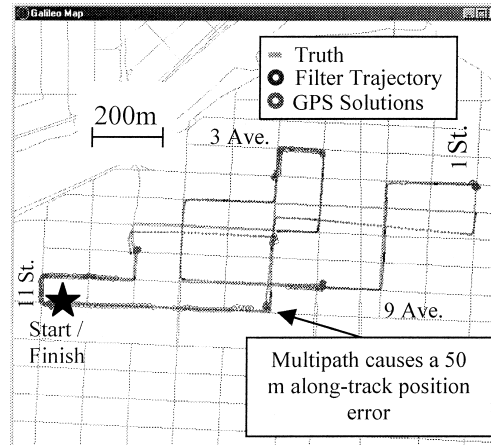 Galileo Map
Truth
Filter Trajectory
GPS Solutions
200m
3 Ave.
1 St.
11 St.
Start /
Finish
9 Ave.
Multipath causes a 50
m along-track position
error